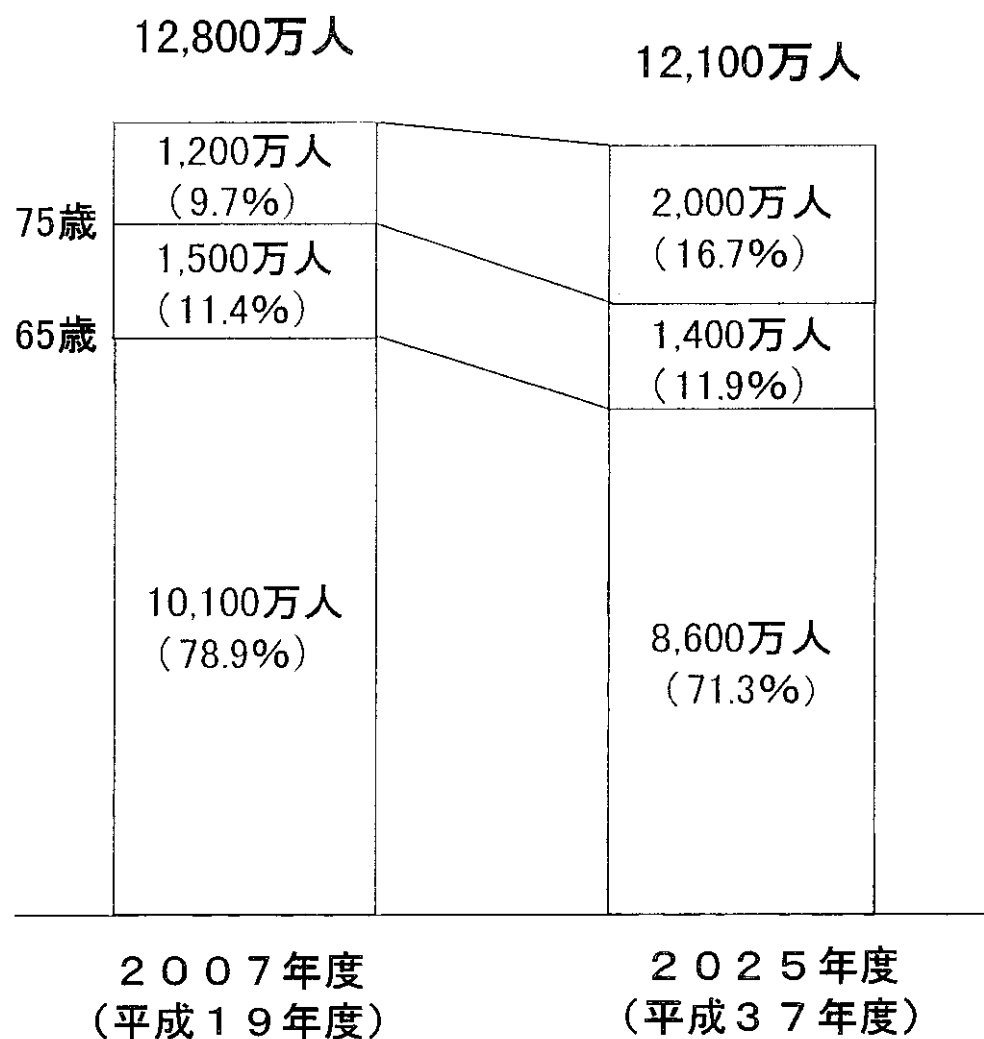 12,800万人
12,100万人
1,200万人
（9.7％）
75歳
1,500万人
（11.4％）
65歳
10,100万人
（78.9％）
2,000万人
（16.7％）
1,400万人
（11.9％）
8,600万人
（71.3％）
２００７年度
（平成１９年度）
２０２５年度
（平成３７年度）